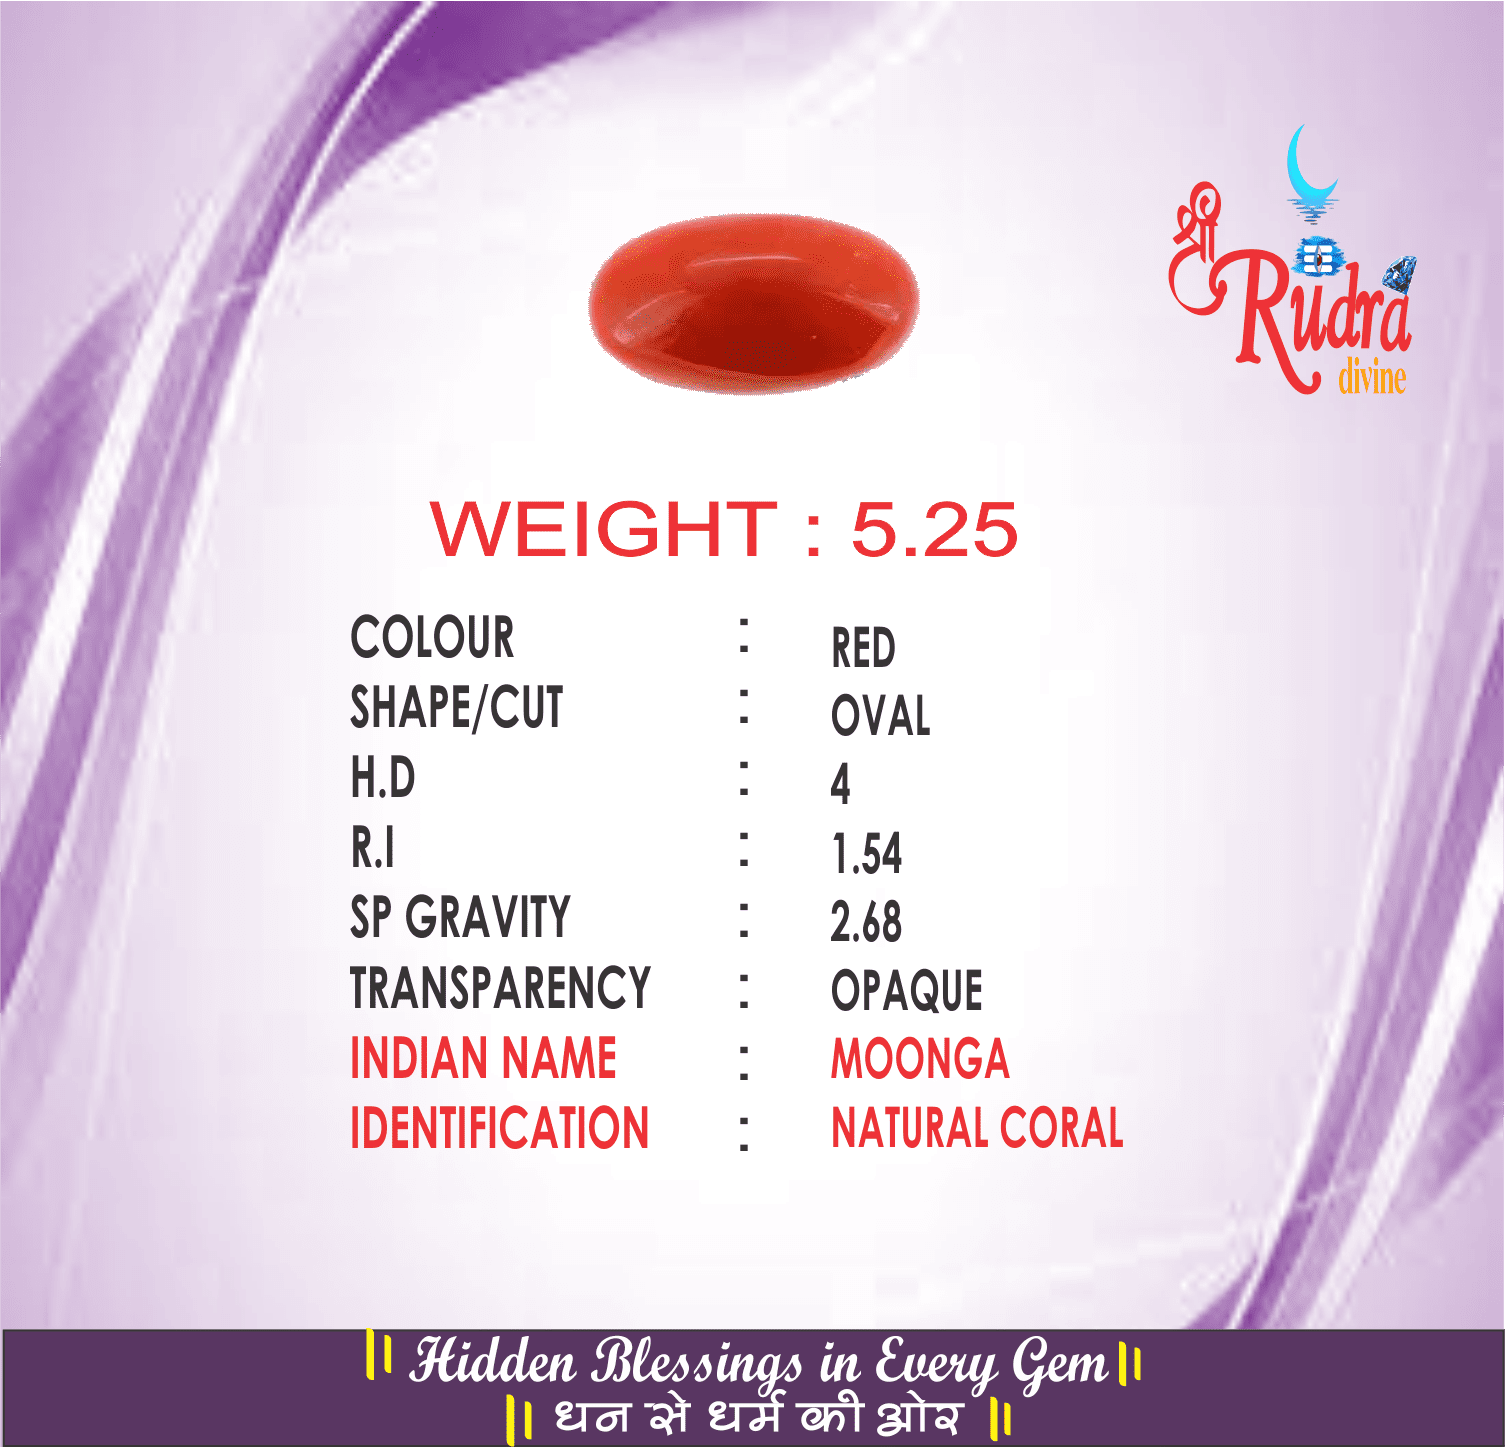 श्री
Rudra
divine
WEIGHT : 5.25
COLOUR : RED
SHAPE/CUT : OVAL
H.D : 4
R.I : 1.54
SP GRAVITY : 2.68
TRANSPARENCY : OPAQUE
INDIAN NAME : MOONGA
IDENTIFICATION : NATURAL CORAL
|| Hidden Blessings in Every Gem ||
|| धन से धर्म की ओर ||